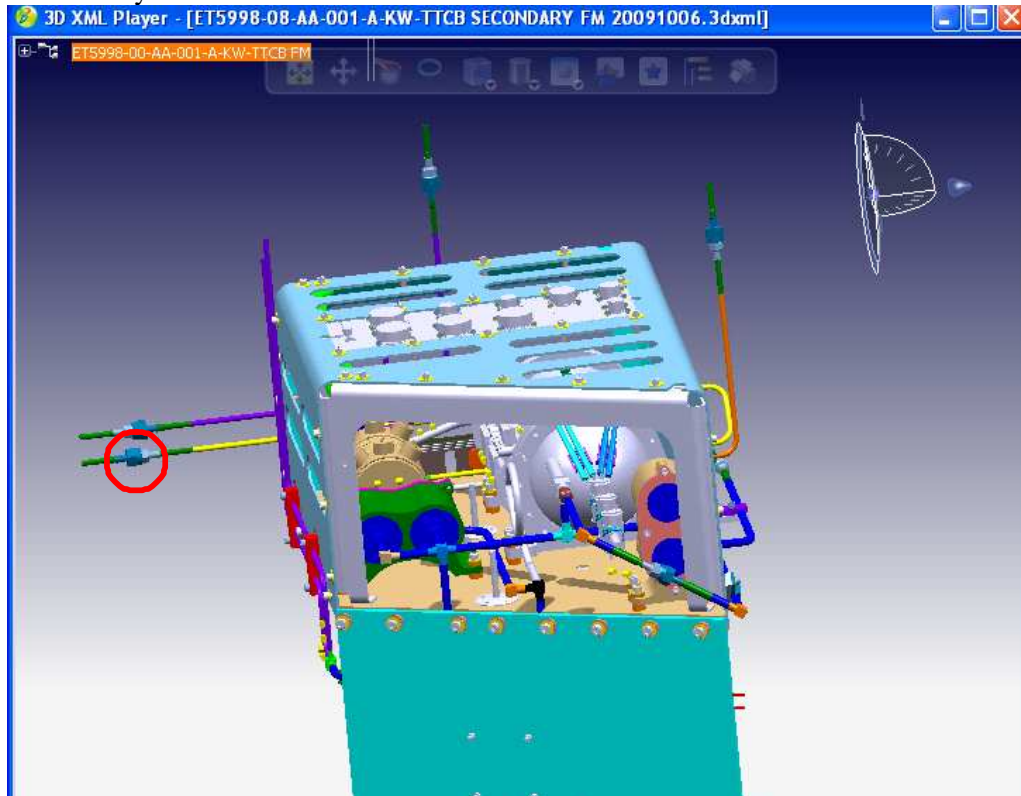 3D XML Player - [ET5998-08-AA-001-A-KW-TTCB SECONDARY FM 20091006.3dxml]
ET5998-00-AA-001-A-KW-TTCB FM